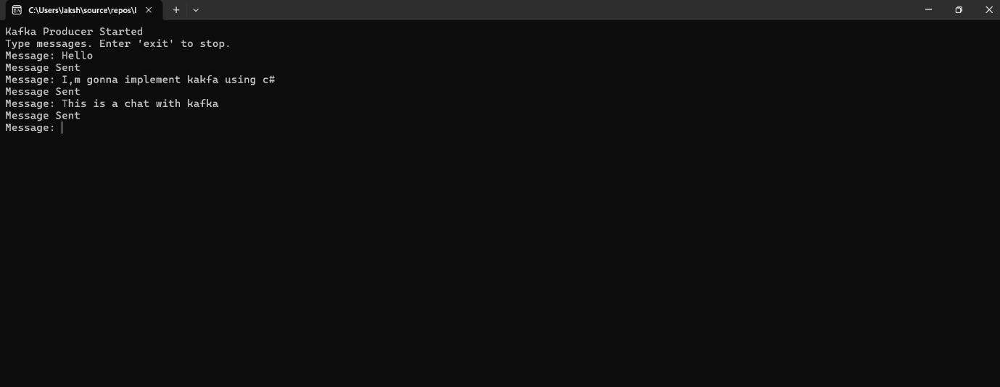 C:\Users\laksh\source\repos\l
Kafka Producer Started
Type messages. Enter 'exit' to stop.
Message: Hello
Message Sent
Message: I,m gonna implement kakfa using c#
Message Sent
Message: This is a chat with kafka
Message Sent
Message: